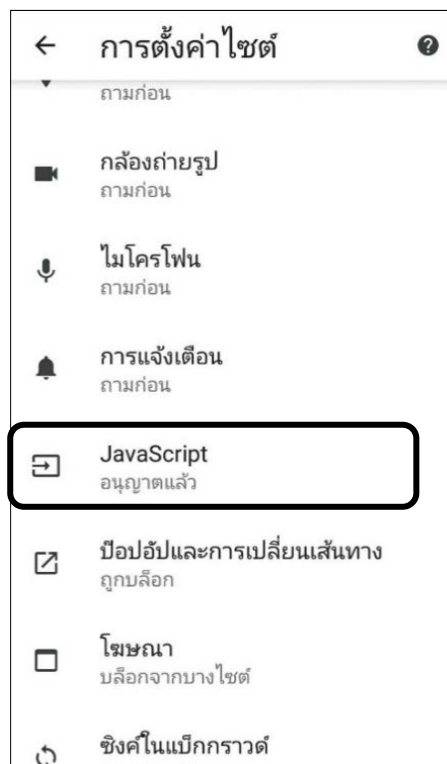 การตั้งค่าไซต์
ถามก่อน
กล้องถ่ายรูป
ถามก่อน
ไมโครโฟน
ถามก่อน
การแจ้งเตือน
ถามก่อน
JavaScript
อนุญาตแล้ว
ป๊อปอัปและการเปลี่ยนเส้นทาง
ถูกบล็อก
โฆษณา
บล็อกจากบางไซต์
ซิงค์ในแบ็กกราวด์